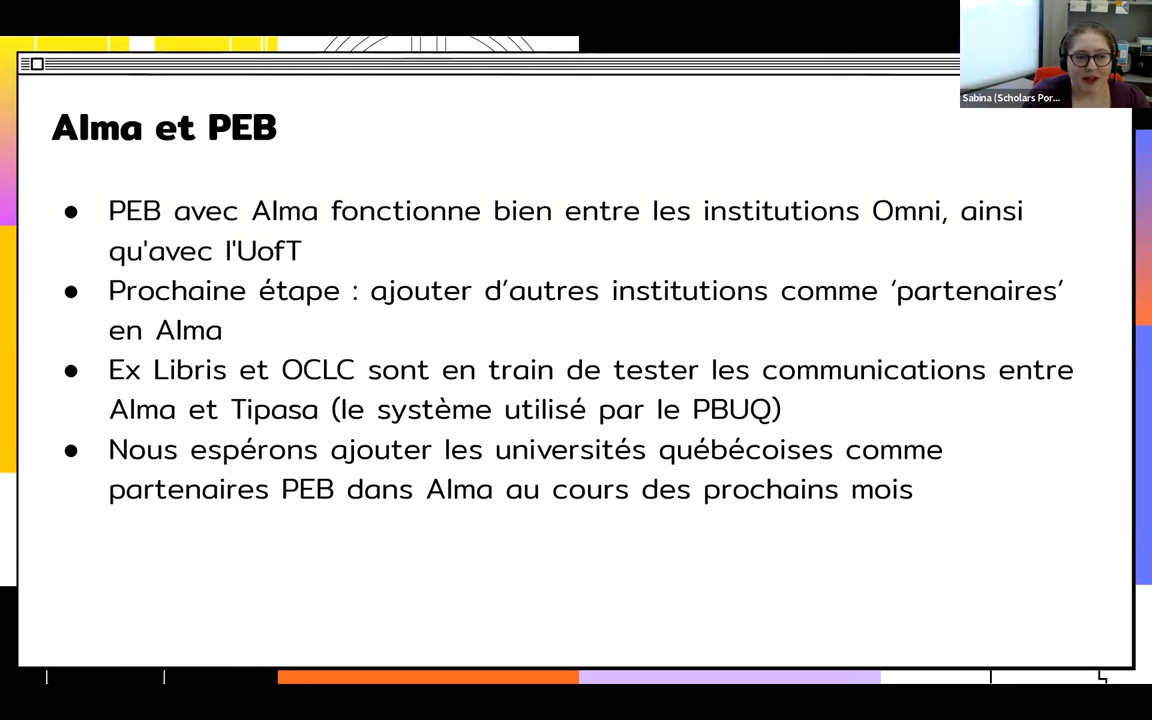 Sabina (Scholars Por...
Alma et PEB
● PEB avec Alma fonctionne bien entre les institutions Omni, ainsi
qu'avec l'UofT
● Prochaine étape : ajouter d’autres institutions comme ‘partenaires’
en Alma
● Ex Libris et OCLC sont en train de tester les communications entre
Alma et Tipasa (le système utilisé par le PBUQ)
● Nous espérons ajouter les universités québécoises comme
partenaires PEB dans Alma au cours des prochains mois